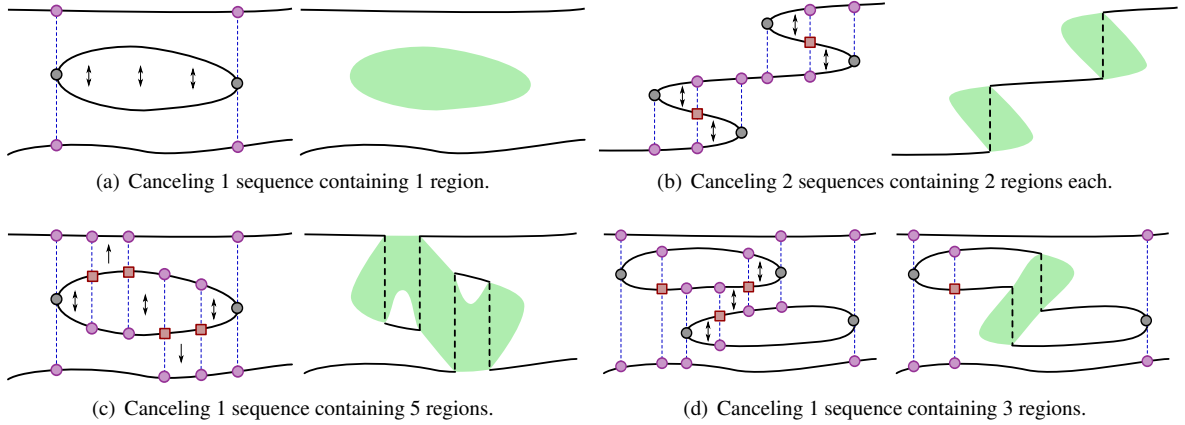 (a) Canceling 1 sequence containing 1 region.
(b) Canceling 2 sequences containing 2 regions each.
(c) Canceling 1 sequence containing 5 regions.
(d) Canceling 1 sequence containing 3 regions.